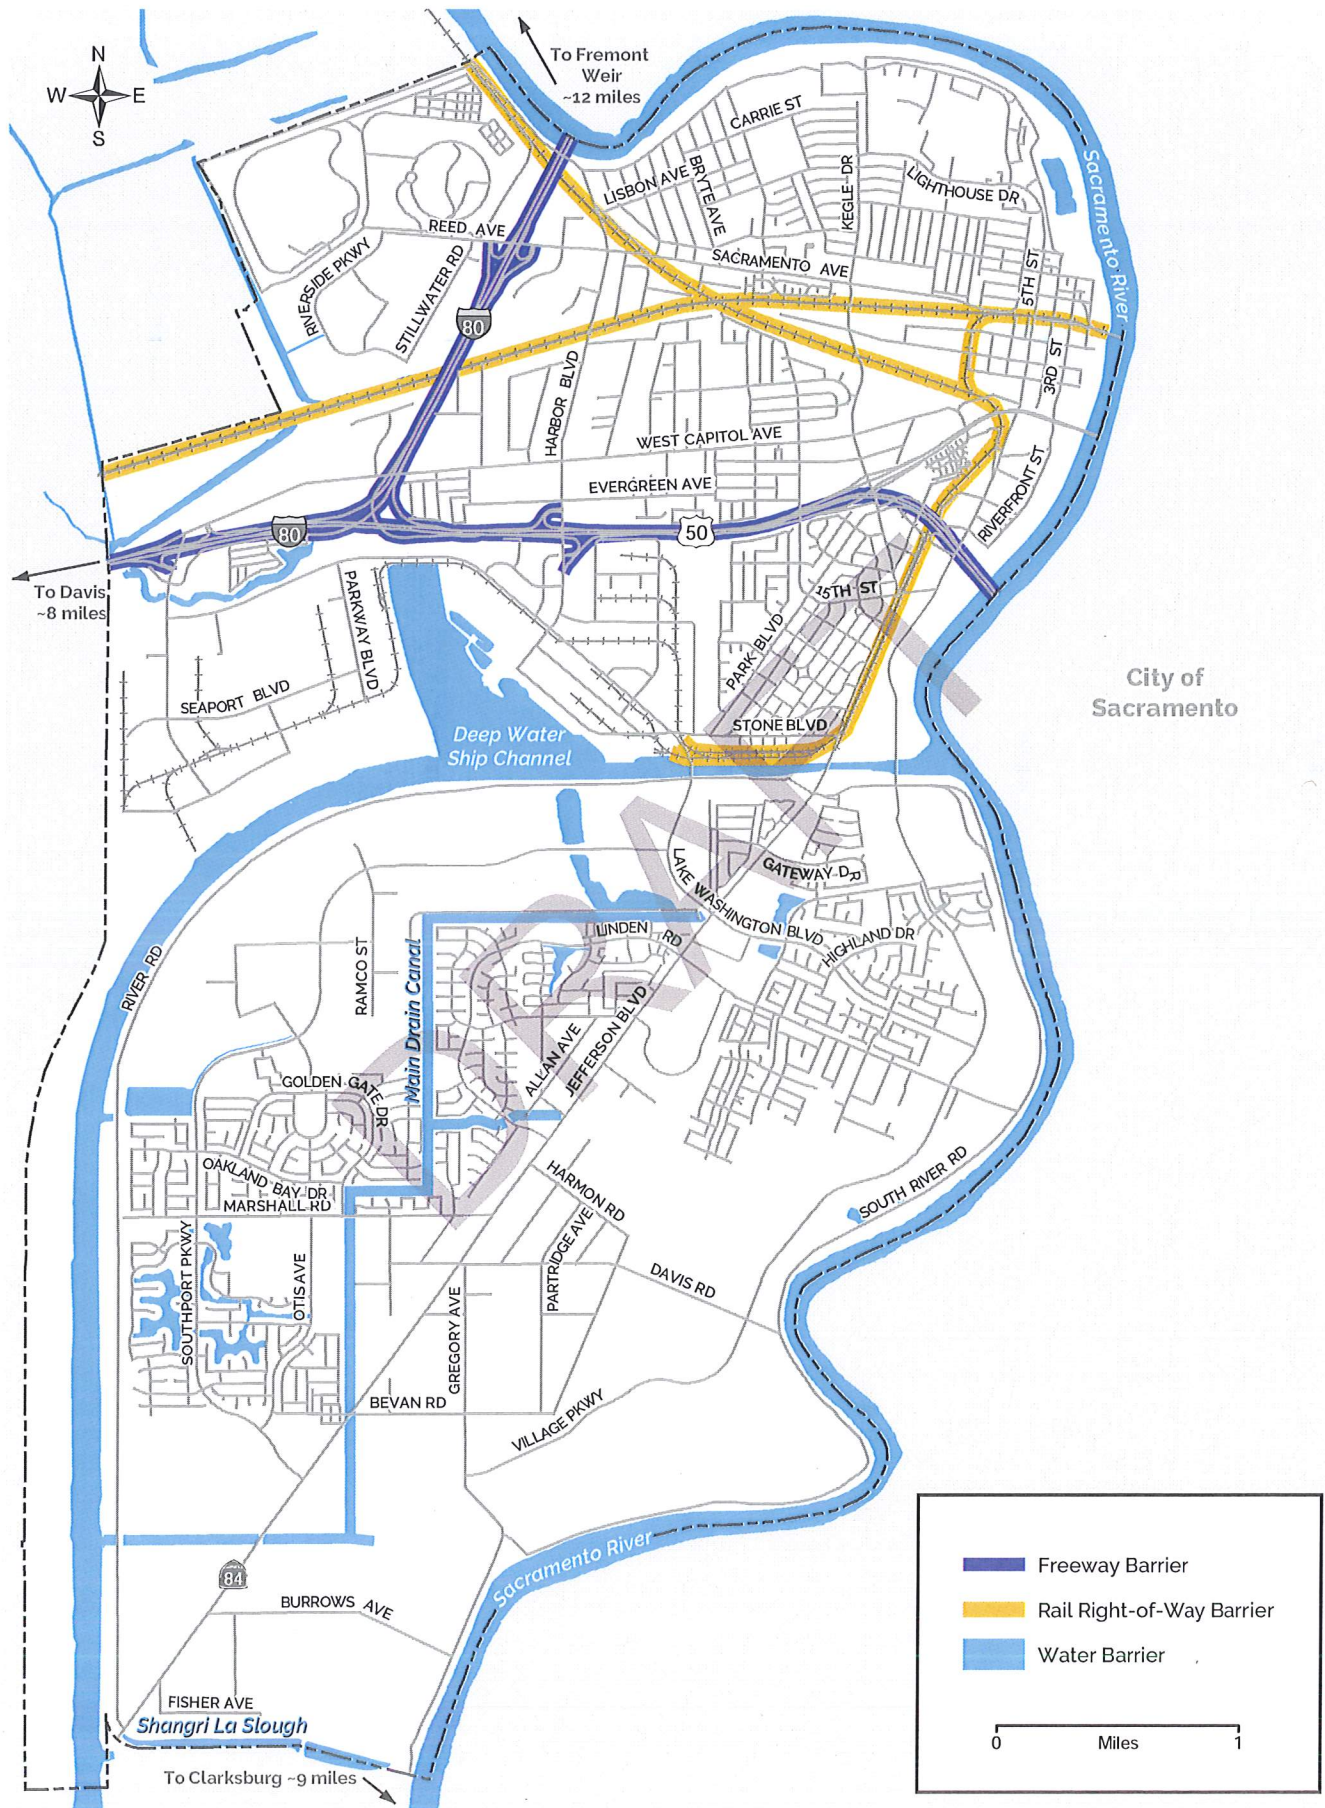 N
W E
S
To Fremont
Weir
~12 miles
CARRIE ST
LISBON AVE
BRYTE AVE
KEGLE DR
LIGHTHOUSE DR
Sacramento River
REED AVE
RIVERSIDE PKWY
STILLWATER RD
SACRAMENTO AVE
5TH ST
80
3RD ST
HARBOR BLVD
WEST CAPITOL AVE
EVERGREEN AVE
RIVERFRONT ST
80
50
To Davis
~8 miles
PARKWAY BLVD
15TH ST
PARK BLVD
SEAPORT BLVD
STONE BLVD
City of
Sacramento
Deep Water
Ship Channel
GATEWAY DR
LAKE WASHINGTON BLVD
LINDEN RD
HIGHLAND DR
RIVER RD
RAMCO ST
Main Drain Canal
ALLAN AVE
JEFFERSON BLVD
GOLDEN GATE DR
OAKLAND BAY DR
MARSHALL RD
HARMON RD
SOUTH RIVER RD
SOUTHPORT PKWY
OTIS AVE
PARTRIDGE AVE
DAVIS RD
GREGORY AVE
BEVAN RD
VILLAGE PKWY
Sacramento River
84
BURROWS AVE
FISHER AVE
Shangri La Slough
To Clarksburg ~9 miles
DRAFT
Freeway Barrier
Rail Right-of-Way Barrier
Water Barrier
0 Miles 1